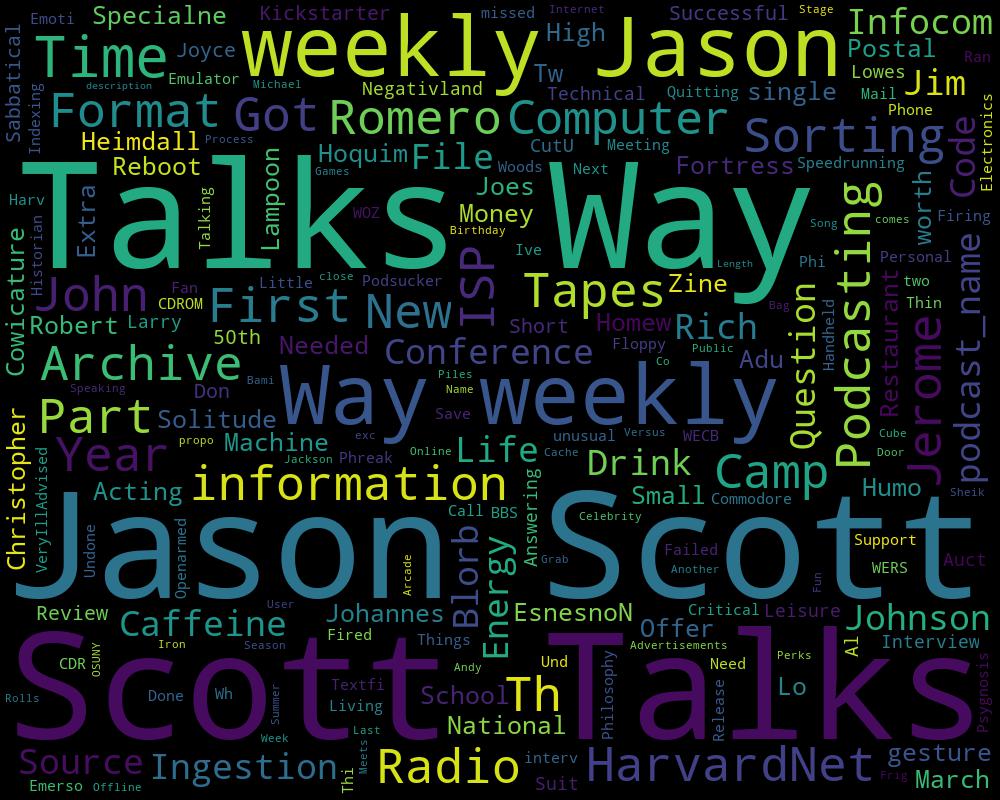 Emoti Specialne Kickstarter missed Internet Successful Stage
Sabbatical Time Joyce weekly High Jason Infocom
Postal Ran
description Emulator Michael Negativland Tw Technical Quitting single Lowes Mail Jim
Indexing Format Got Romero Computer Phone
Heimdall Process CutU Meeting Sorting Code Electronics
Reboot Hoquim File Woods Next Fortress Speedrunning
Games
Talks Way
Harv Extra Talking Lampoon WOZ Joes Money Birthday Song comes worth Firing
Historian Ive Length Phi Personal
Cowicature John Fan CDROM Little close Podsucker ISP Tapes Zine Bag Handheld Podcasting Restaurant two Thin podcast_name
Robert Larry First New Short Homew Rich Question Jerome
50th Needed Conference Floppy Public Adu
Archive Co
Speaking Don Bami Way Piles weekly
Name
Part Solitude Save
Christopher Year propo Machine exc Online Life unusual Versus WECB Cube
Jackson Phreak Cache Door
VeryIllAdvised Acting information Answering Drink Camp Humo Sheik
Small Commodore
Jason Call BBS Scott
Undone Openarmed Arcade Blorb Energy Celebrity Failed Support
Grab Another Fun WERS Auct
Review User EsnesnoN Critical Leisure
Caffeine Johannes Offer Johnson
Fired Things Advertisements Al Interview
Scott Talks
CDR OSUNY Iron Season Andy Und Philosophy Need Perks
Rolls Done Wh Summer Textfi School Th Release Lo Psygnosis
Living
Last National
Week
Source Ingestion Meets Radio interv HarvardNet gesture
Emerso Offline Thi Suit Frig March